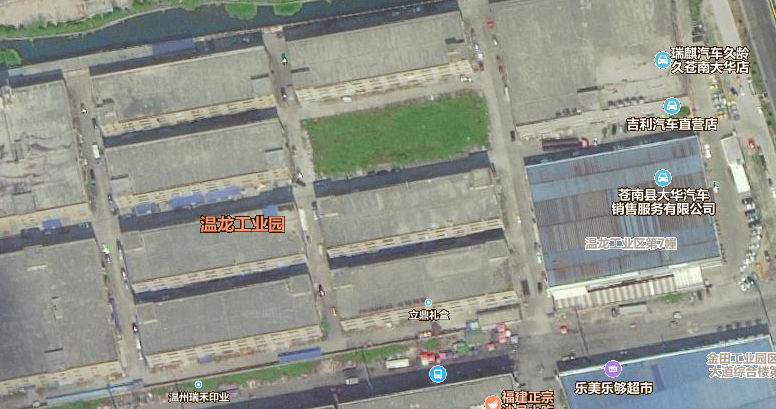 瑞麒汽车久龄
久苍南大华店
吉利汽车直营店
苍南县大华汽车
销售服务有限公司
温龙工业园
温龙工业区第7幢
立鼎礼盒
金田工业园区
大道综合楼第
乐美乐够超市
温州瑞禾印业
福建正宗